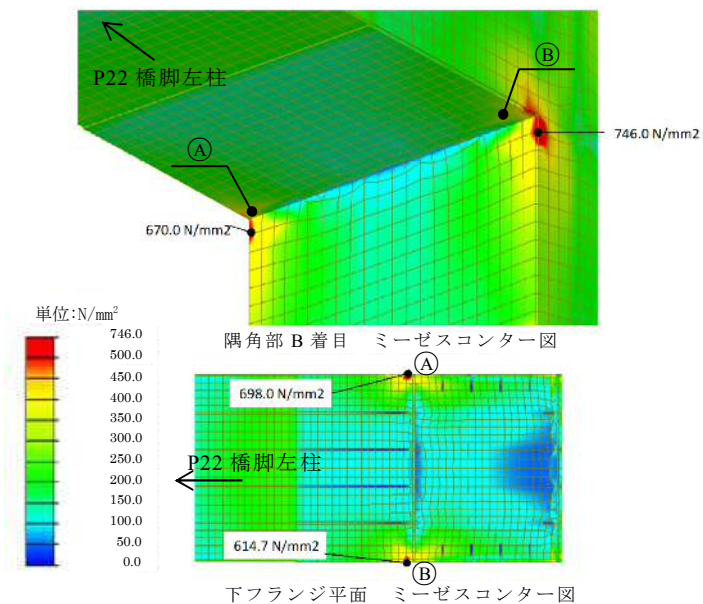 P22 橋脚左柱
Ⓑ
746.0 N/mm2
Ⓐ
670.0 N/mm2
単位:N/mm²
746.0
500.0
450.0
400.0
350.0
300.0
250.0
200.0
150.0
100.0
50.0
0.0
隅角部 B 着目 ミーゼスコンター図
Ⓐ
698.0 N/mm2
P22 橋脚左柱
614.7 N/mm2
Ⓑ
下フランジ平面 ミーゼスコンター図